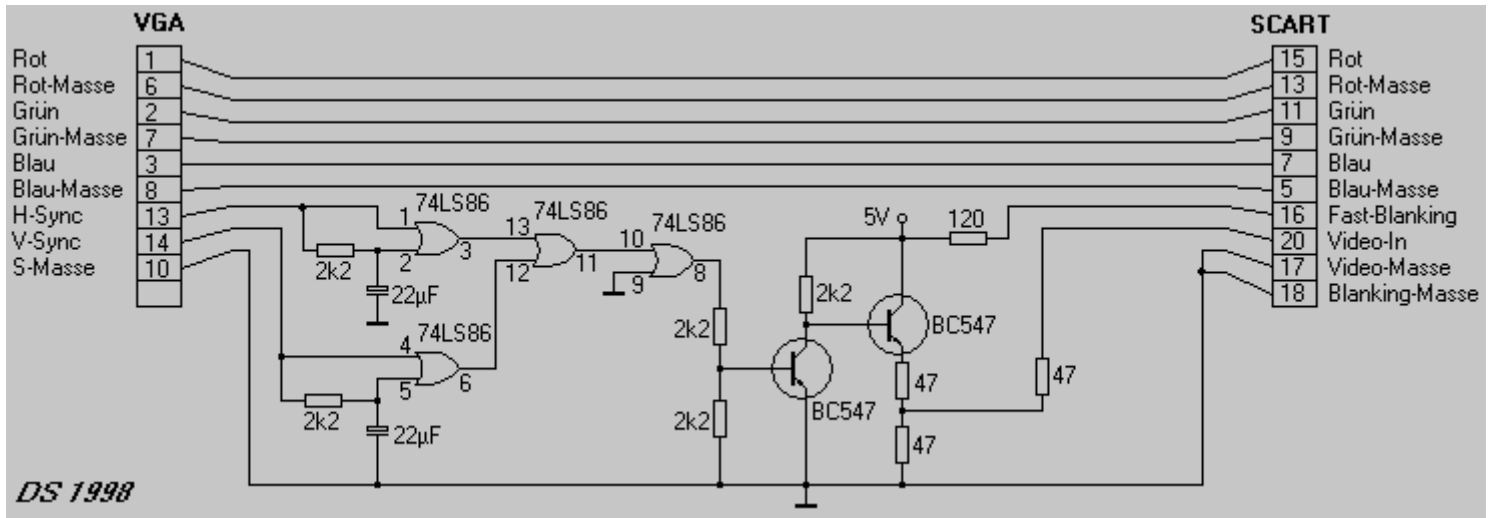 VGA
SCART
Rot 1
Rot-Masse 6
Grün 2
Grün-Masse 7
Blau 3
Blau-Masse 8
H-Sync 13
V-Sync 14
S-Masse 10
15 Rot
13 Rot-Masse
11 Grün
9 Grün-Masse
7 Blau
5 Blau-Masse
16 Fast-Blanking
20 Video-In
17 Video-Masse
18 Blanking-Masse
74LS86
1
2
3
2k2
22µF
74LS86
13
12
11
74LS86
10
9
8
74LS86
4
5
6
2k2
22µF
2k2
2k2
5V
120
2k2
BC547
BC547
47
47
47
DS 1998